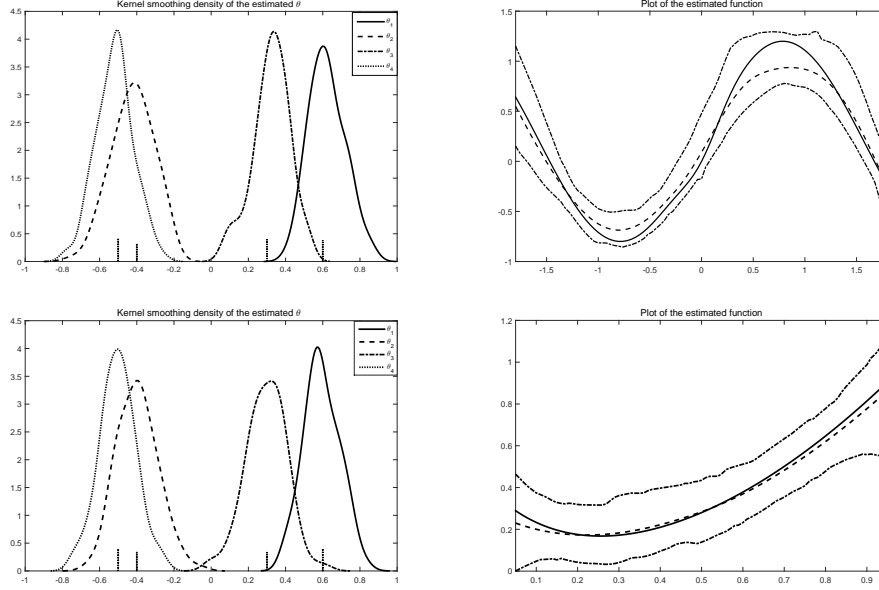 Kernel smoothing density of the estimated θ
4.5
4
3.5
3
2.5
2
1.5
1
0.5
0
-1 -0.8 -0.6 -0.4 -0.2 0 0.2 0.4 0.6 0.8 1
θ1
θ2
θ3
θ4
Plot of the estimated function
1.5
1
0.5
0
-0.5
-1
-1.5 -1 -0.5 0 0.5 1 1.5
Kernel smoothing density of the estimated θ
4.5
4
3.5
3
2.5
2
1.5
1
0.5
0
-1 -0.8 -0.6 -0.4 -0.2 0 0.2 0.4 0.6 0.8 1
θ1
θ2
θ3
θ4
Plot of the estimated function
1.2
1
0.8
0.6
0.4
0.2
0
0.1 0.2 0.3 0.4 0.5 0.6 0.7 0.8 0.9